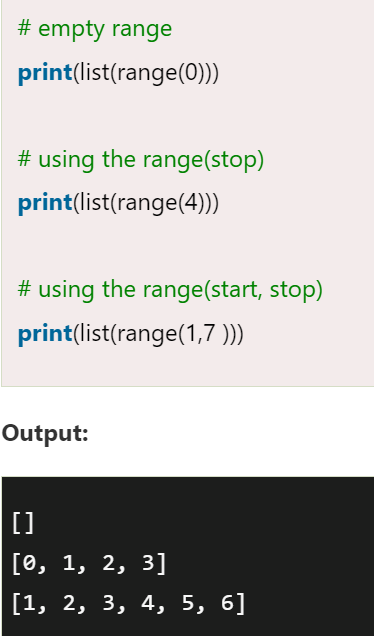 # empty range
print(list(range(0)))
# using the range(stop)
print(list(range(4)))
# using the range(start, stop)
print(list(range(1,7 )))
Output:
[]
[0, 1, 2, 3]
[1, 2, 3, 4, 5, 6]